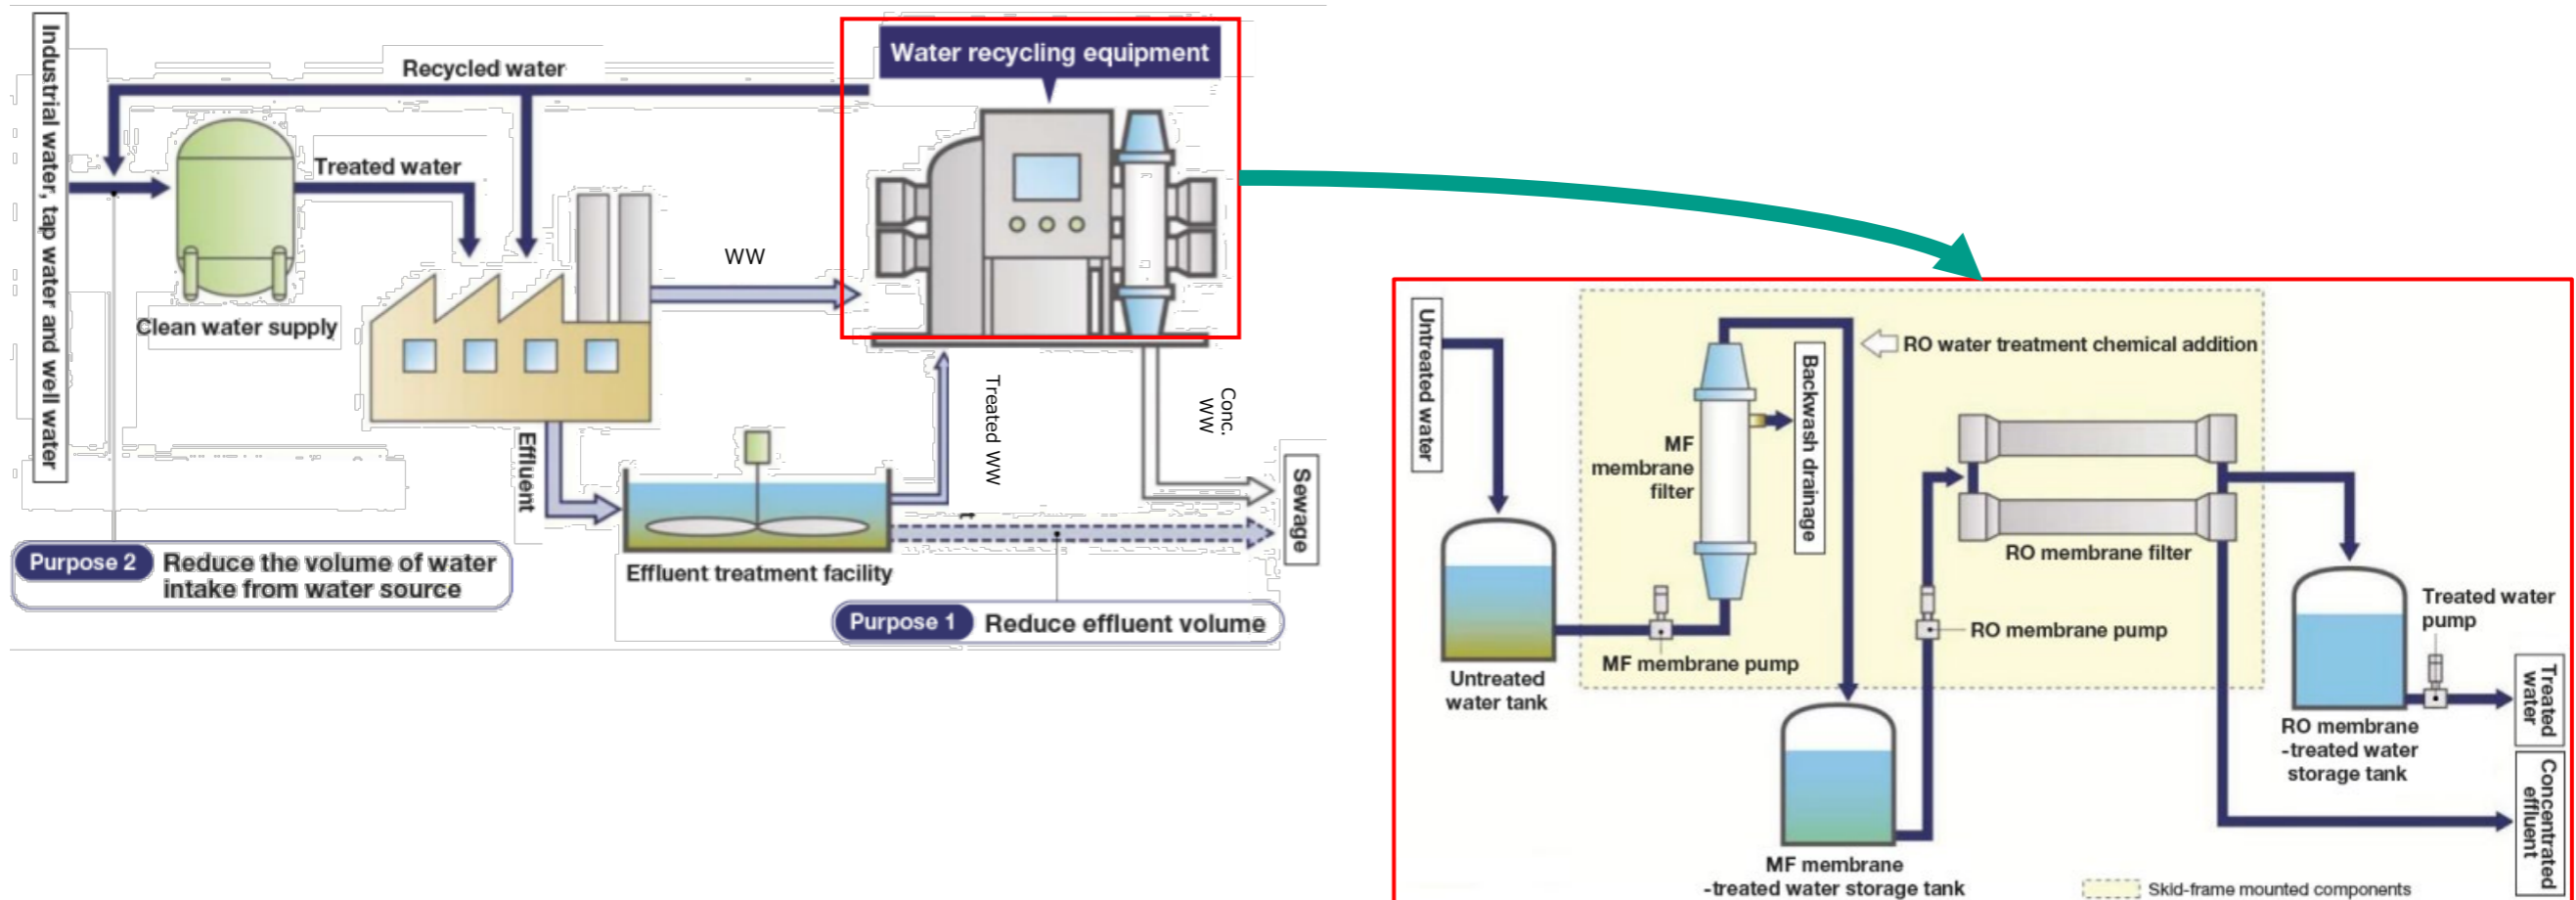 Industrial water, tap water and well water
Recycled water
Water recycling equipment
Treated water
WW
Clean water supply
Effluent
Treated WW
Conc.
WW
Sewage
Effluent treatment facility
Purpose 2
Reduce the volume of water
intake from water source
Purpose 1
Reduce effluent volume
Untreated water
RO water treatment chemical addition
Backwash drainage
MF
membrane
filter
RO membrane filter
Untreated
water tank
MF membrane pump
RO membrane pump
Treated water
pump
RO membrane
-treated water
storage tank
Treated
water
Concentrated
effluent
MF membrane
-treated water storage tank
Skid-frame mounted components